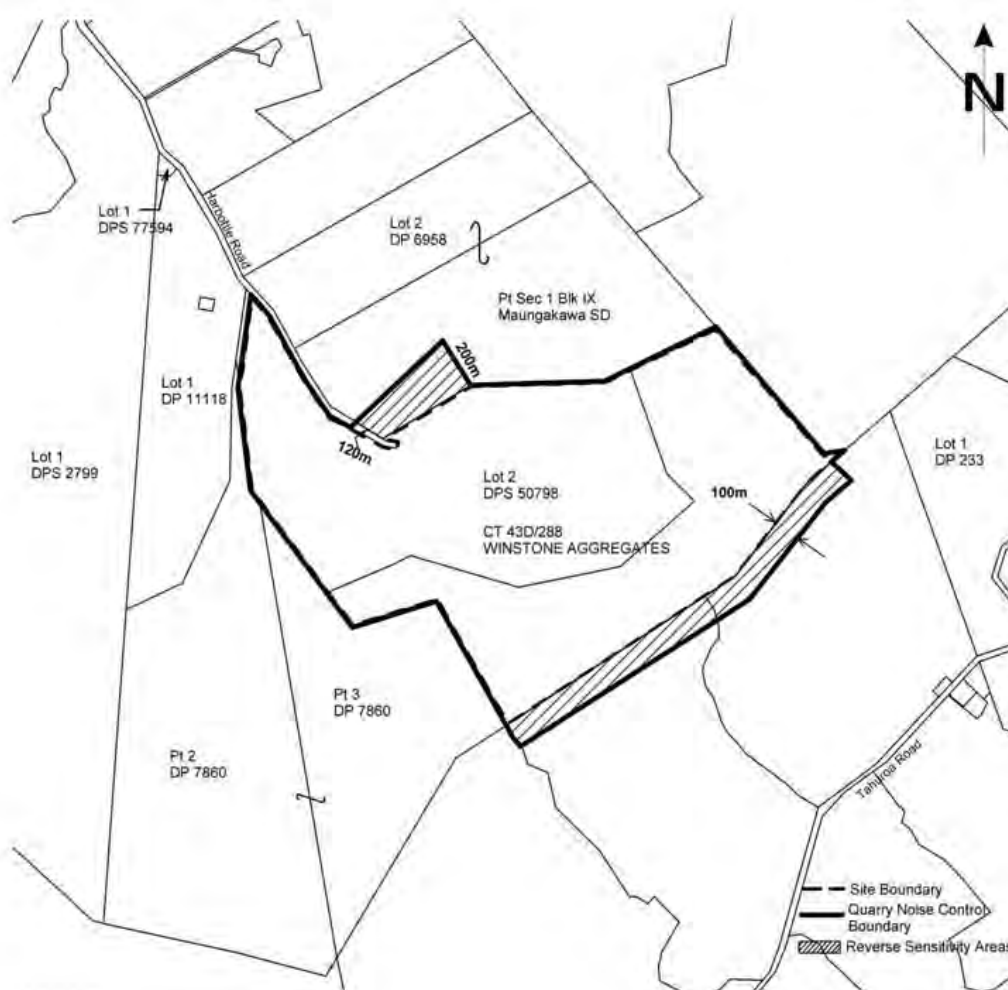 N
Lot 1
DPS 77594
Harbottle Road
Lot 2
DP 6958
Pt Sec 1 Blk IX
Maungakawa SD
200m
Lot 1
DP 11118
120m
Lot 1
DPS 2799
Lot 2
DPS 50798
100m
Lot 1
DP 233
CT 43D/288
WINSTONE AGGREGATES
Pt 3
DP 7860
Pt 2
DP 7860
Tahuroa Road
Site Boundary
Quarry Noise Control
Boundary
Reverse Sensitivity Areas